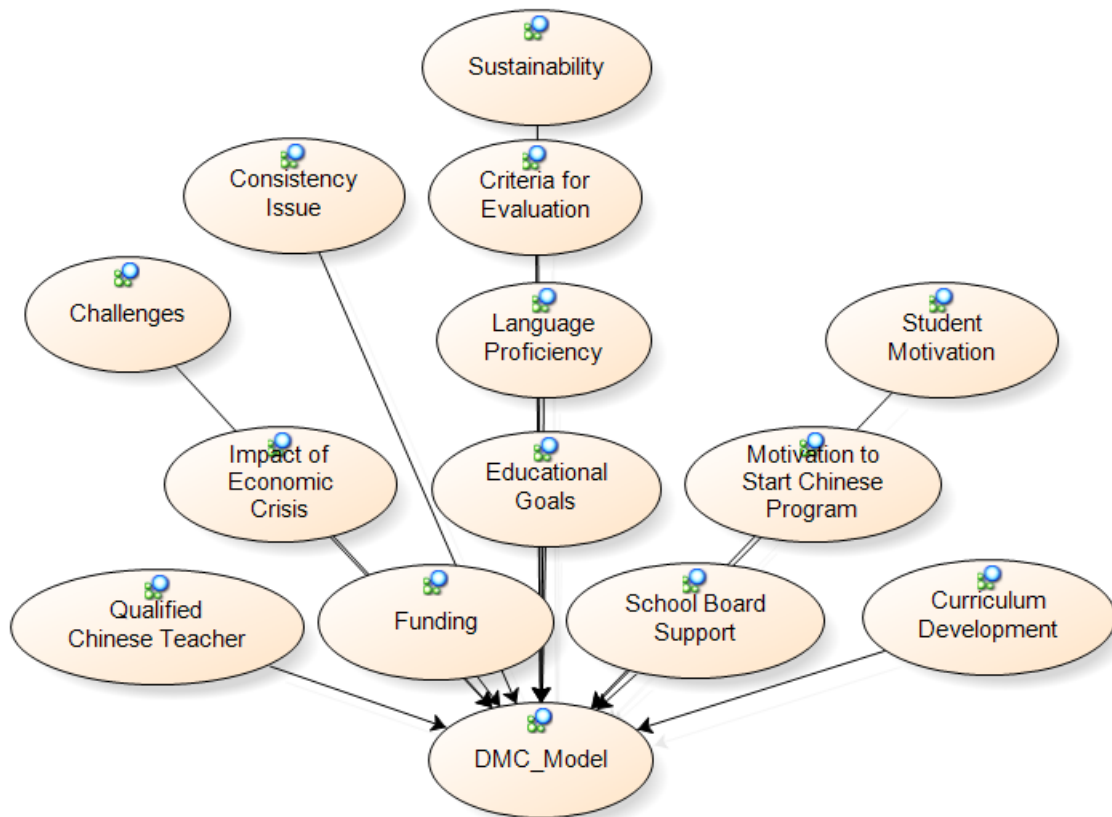 Sustainability
Consistency
Issue
Criteria for
Evaluation
Challenges
Language
Proficiency
Student
Motivation
Impact of
Economic
Crisis
Educational
Goals
Motivation to
Start Chinese
Program
Qualified
Chinese Teacher
Funding
School Board
Support
Curriculum
Development
DMC_Model